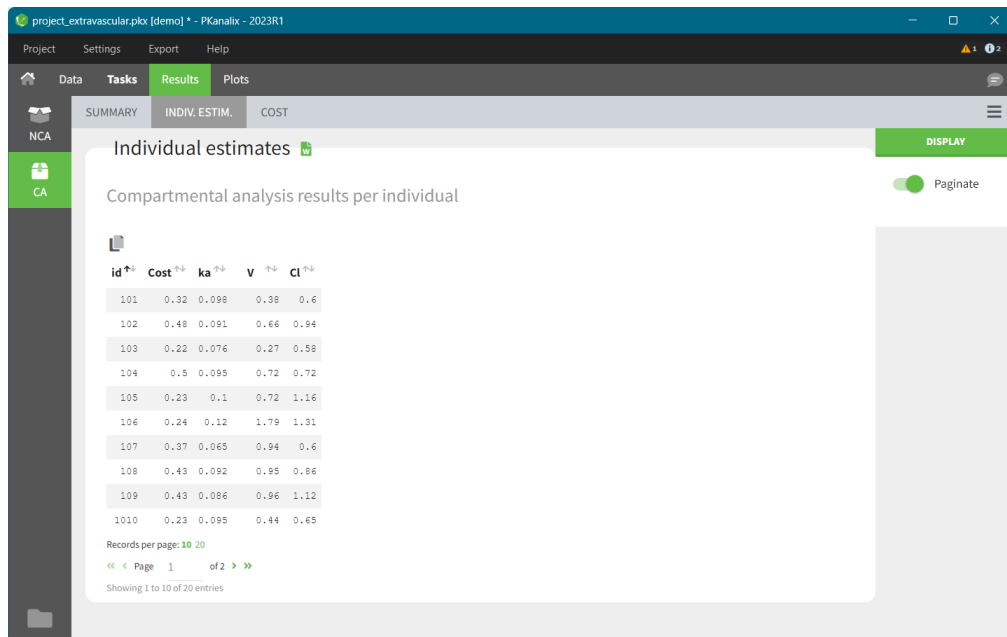 project_extravascular.pkx [demo] * - PKanalix - 2023R1
Project Settings Export Help 1 2
Data Tasks Results Plots
NCA
CA
SUMMARY INDIV. ESTIM. COST
Individual estimates
Compartmental analysis results per individual
id Cost ka V Cl
101 0.32 0.098 0.38 0.6
102 0.48 0.091 0.66 0.94
103 0.22 0.076 0.27 0.58
104 0.5 0.095 0.72 0.72
105 0.23 0.1 0.72 1.16
106 0.24 0.12 1.79 1.31
107 0.37 0.065 0.94 0.6
108 0.43 0.092 0.95 0.86
109 0.43 0.086 0.96 1.12
1010 0.23 0.095 0.44 0.65
Records per page: 10 20
« < Page 1 of 2 > »
Showing 1 to 10 of 20 entries
DISPLAY
Paginate